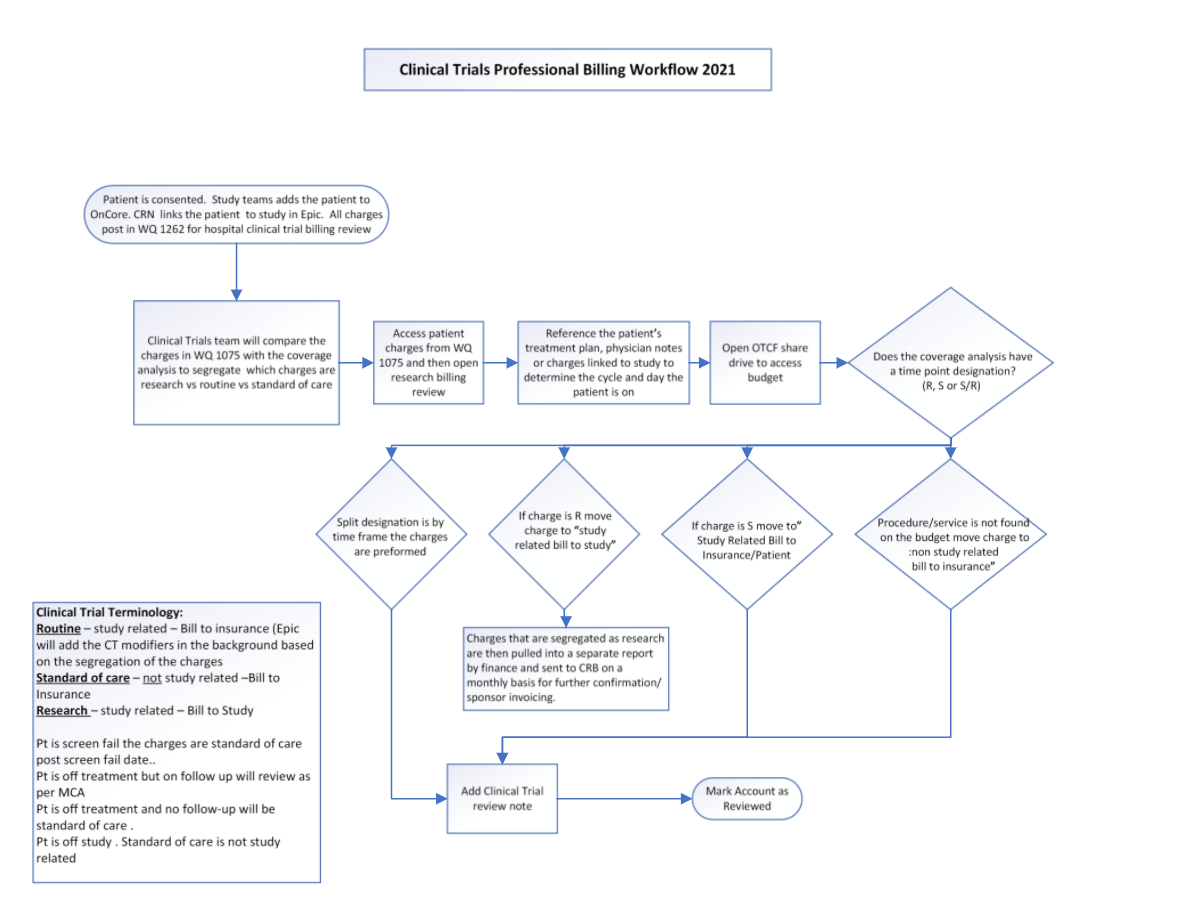 Clinical Trials Professional Billing Workflow 2021
Patient is consented. Study teams adds the patient to
OnCore. CRN links the patient to study in Epic. All charges
post in WQ 1262 for hospital clinical trial billing review
Clinical Trials team will compare the
charges in WQ 1075 with the coverage
analysis to segregate which charges are
research vs routine vs standard of care
Access patient
charges from WQ
1075 and then open
research billing
review
Reference the patient's
treatment plan, physician notes
or charges linked to study to
determine the cycle and day the
patient is on
Open OTCF share
drive to access
budget
Does the coverage analysis have
a time point designation?
(R, S or S/R)
Split designation is by
time frame the charges
are preformed
If charge is R move
charge to "study
related bill to study"
If charge is S move to"
Study Related Bill to
Insurance/Patient
Procedure/service is not found
on the budget move charge to
:non study related
bill to insurance"
Charges that are segregated as research
are then pulled into a separate report
by finance and sent to CRB on a
monthly basis for further confirmation/
sponsor invoicing.
Add Clinical Trial
review note
Mark Account as
Reviewed
Clinical Trial Terminology:
Routine – study related – Bill to insurance (Epic
will add the CT modifiers in the background based
on the segregation of the charges
Standard of care – not study related –Bill to
Insurance
Research – study related – Bill to Study
Pt is screen fail the charges are standard of care
post screen fail date..
Pt is off treatment but on follow up will review as
per MCA
Pt is off treatment and no follow-up will be
standard of care .
Pt is off study . Standard of care is not study
related